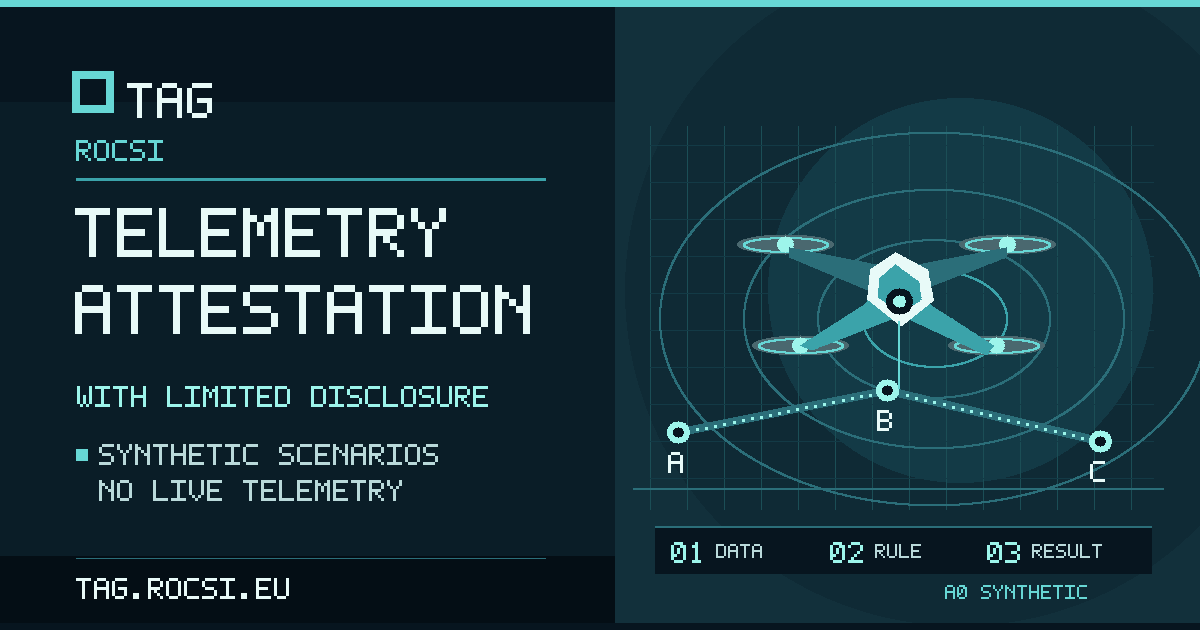 TAG
ROCSI
TELEMETRY
ATTESTATION
WITH LIMITED DISCLOSURE
SYNTHETIC SCENARIOS
NO LIVE TELEMETRY
TAG.ROCSI.EU
A
B
C
01 DATA
02 RULE
03 RESULT
A0 SYNTHETIC